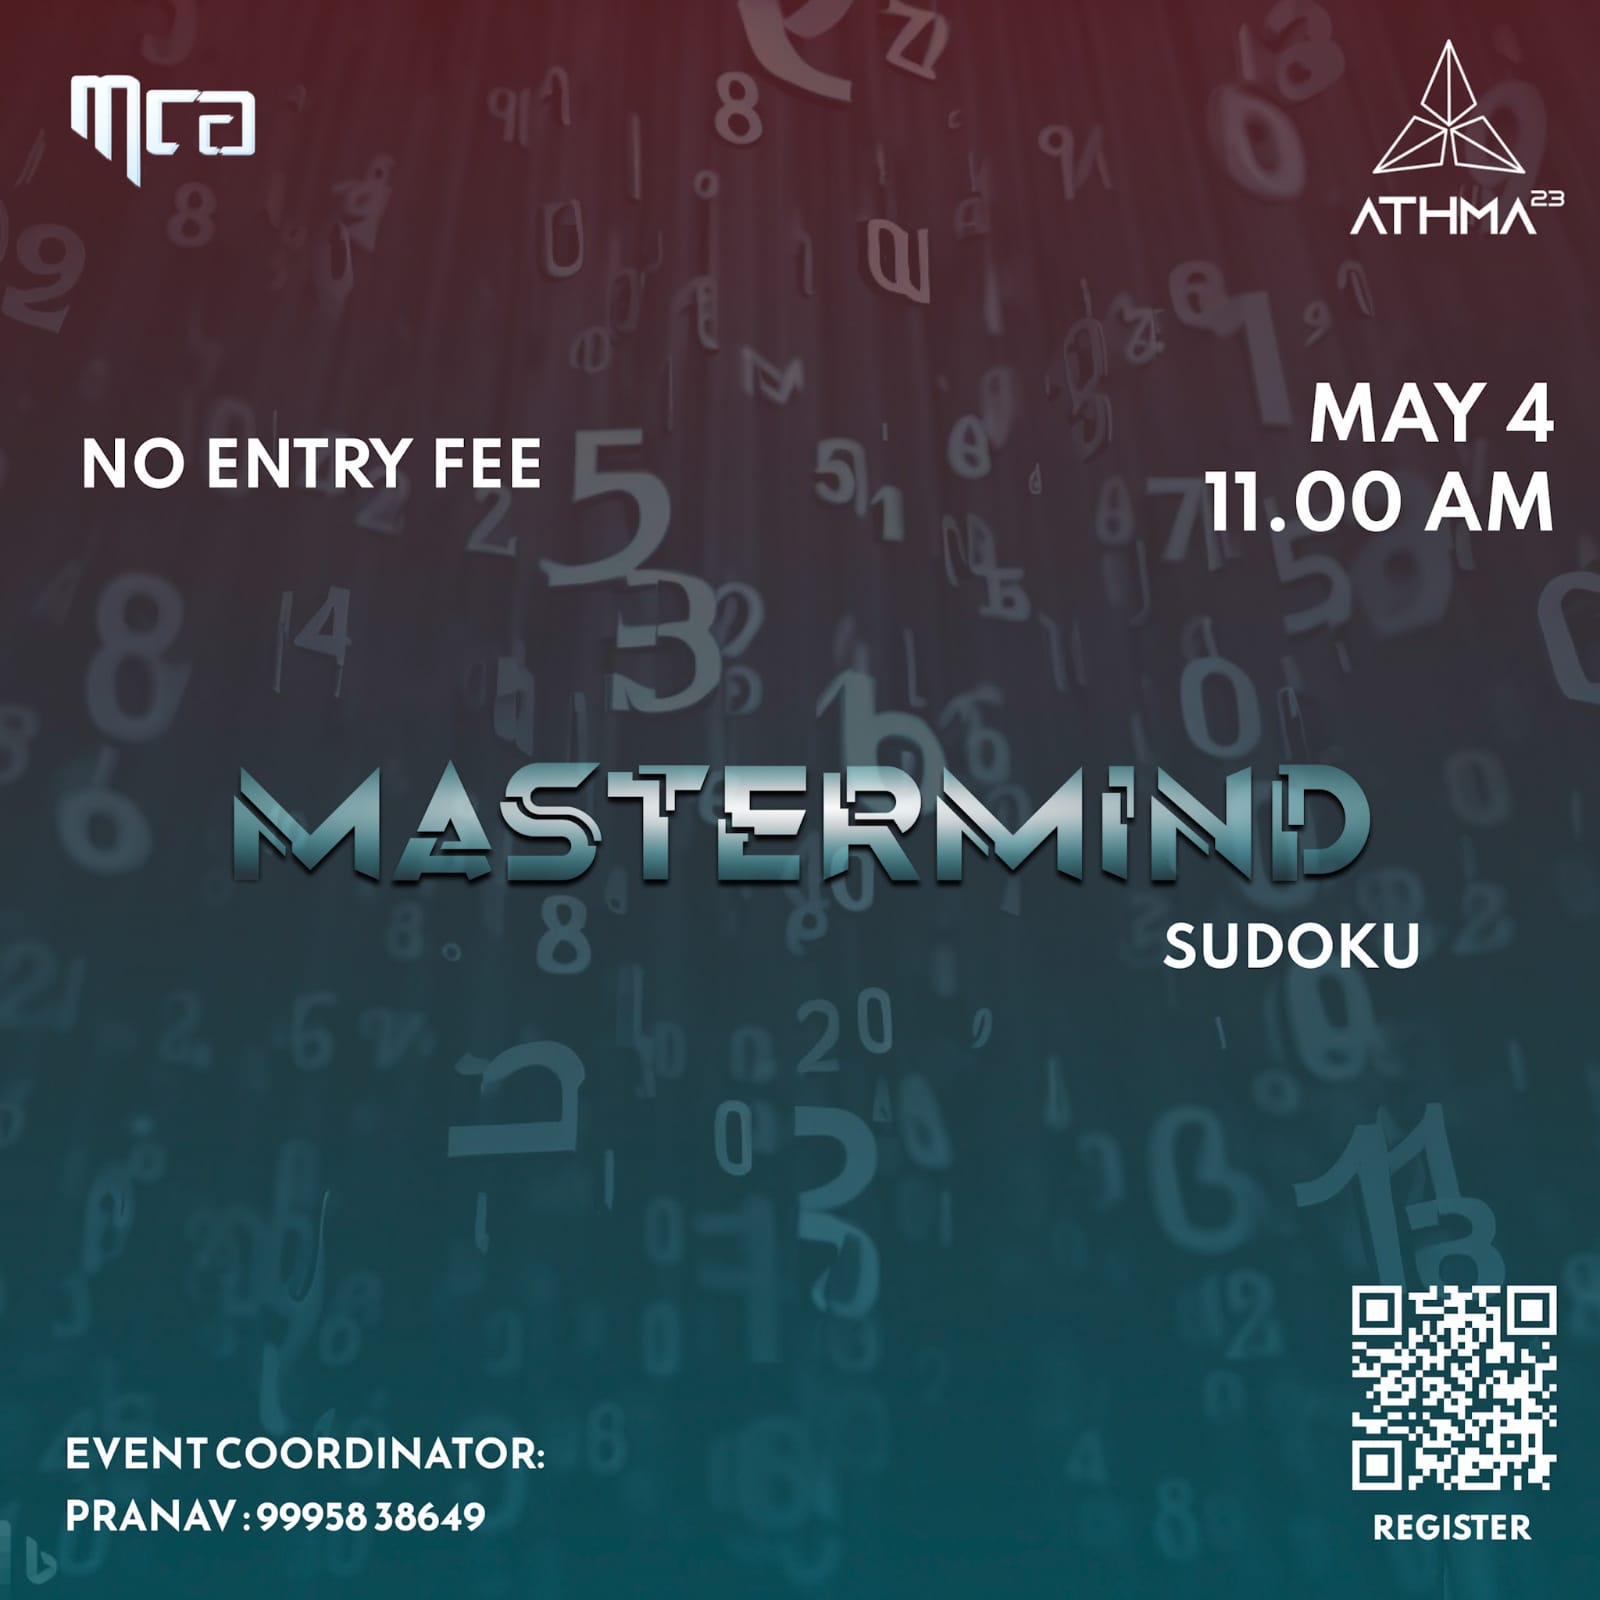 mca
ATHMA23
NO ENTRY FEE
MAY 4
11.00 AM
MASTERMIND
SUDOKU
EVENT COORDINATOR:
PRANAV : 99958 38649
REGISTER
b